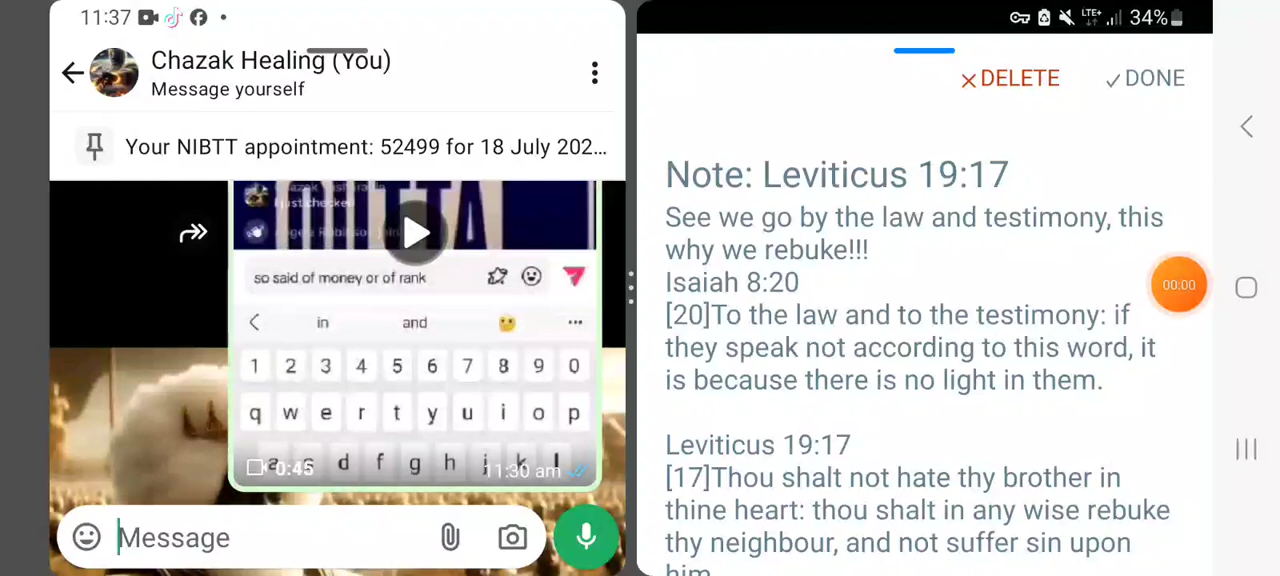 11:37
Chazak Healing (You)
Message yourself
Your NIBTT appointment: 52499 for 18 July 202...
I just checked
so said of money or of rank
in and
1 2 3 4 5 6 7 8 9 0
q w e r t y u i o p
a s d f g h j k l
0:45
11:30 am
Message
LTE+
34%
DELETE
DONE
Note: Leviticus 19:17
See we go by the law and testimony, this
why we rebuke!!!
Isaiah 8:20
[20]To the law and to the testimony: if
they speak not according to this word, it
is because there is no light in them.
Leviticus 19:17
[17]Thou shalt not hate thy brother in
thine heart: thou shalt in any wise rebuke
thy neighbour, and not suffer sin upon
him.
00:00